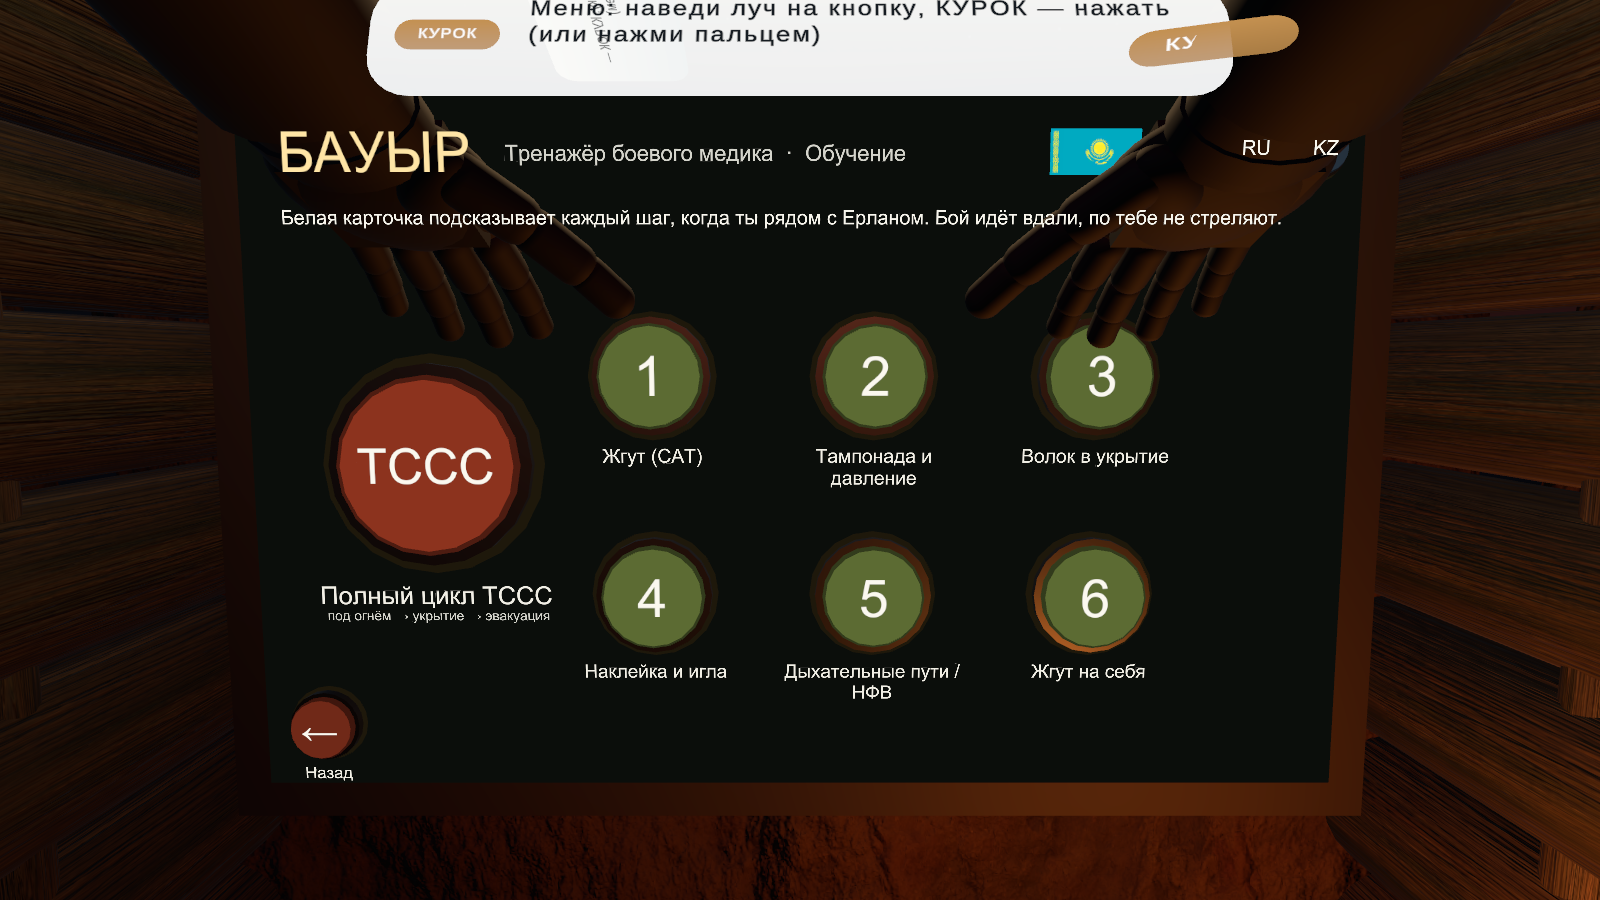 Меню: наведи луч на кнопку, КУРОК — нажать
(или нажми пальцем)
КУРОК
КУ
БАУЫР
Тренажёр боевого медика · Обучение
RU
KZ
Белая карточка подсказывает каждый шаг, когда ты рядом с Ерланом. Бой идёт вдали, по тебе не стреляют.
ТССС
Полный цикл ТССС
под огнём → укрытие → эвакуация
1
Жгут (CAT)
2
Тампонада и
давление
3
Волок в укрытие
4
Наклейка и игла
5
Дыхательные пути /
НФВ
6
Жгут на себя
←
Назад